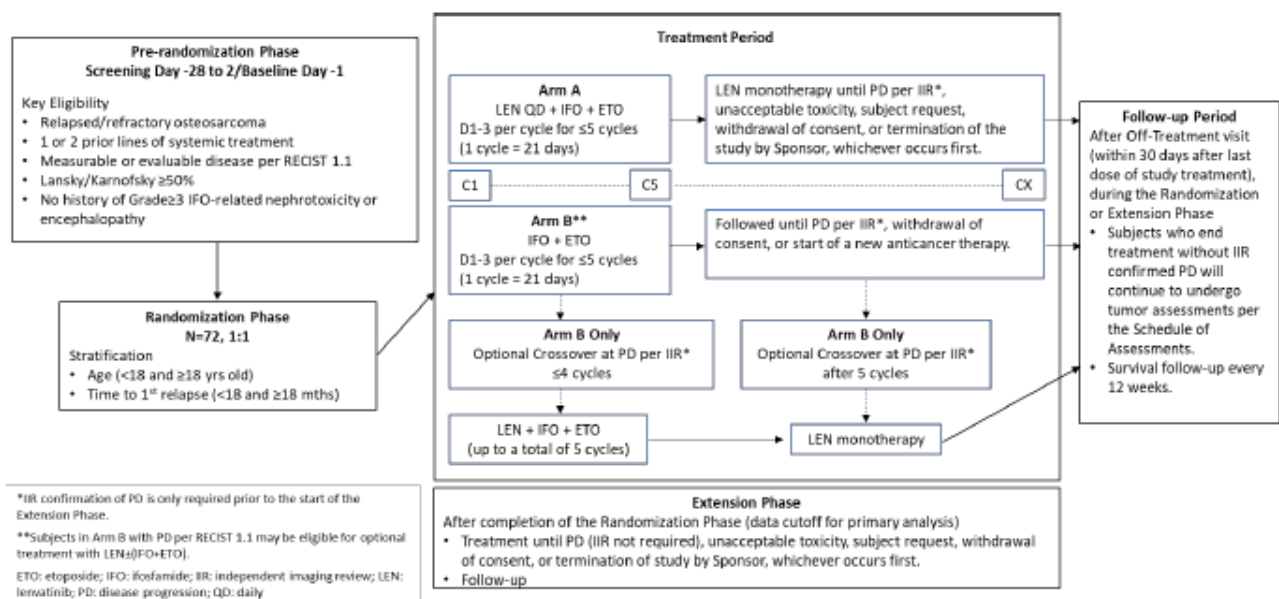 Pre-randomization Phase
Screening Day -28 to 2/Baseline Day -1
Key Eligibility
• Relapsed/refractory osteosarcoma
• 1 or 2 prior lines of systemic treatment
• Measurable or evaluable disease per RECIST 1.1
• Lansky/Karnofsky ≥50%
• No history of Grade≥3 IFO-related nephrotoxicity or
encephalopathy
Randomization Phase
N=72, 1:1
Stratification
• Age (<18 and ≥18 yrs old)
• Time to 1st relapse (<18 and ≥18 mths)
Treatment Period
Arm A
LEN QD + IFO + ETO
D1-3 per cycle for ≤5 cycles
(1 cycle = 21 days)
LEN monotherapy until PD per IIR*,
unacceptable toxicity, subject request,
withdrawal of consent, or termination of the
study by Sponsor, whichever occurs first.
C1
C5
CX
Arm B**
IFO + ETO
D1-3 per cycle for ≤5 cycles
(1 cycle = 21 days)
Followed until PD per IIR*, withdrawal of
consent, or start of a new anticancer therapy.
Arm B Only
Optional Crossover at PD per IIR*
≤4 cycles
Arm B Only
Optional Crossover at PD per IIR*
after 5 cycles
LEN + IFO + ETO
(up to a total of 5 cycles)
LEN monotherapy
Follow-up Period
After Off-Treatment visit
(within 30 days after last
dose of study treatment),
during the Randomization
or Extension Phase
• Subjects who end
treatment without IIR
confirmed PD will
continue to undergo
tumor assessments per
the Schedule of
Assessments.
• Survival follow-up every
12 weeks.
Extension Phase
After completion of the Randomization Phase (data cutoff for primary analysis)
• Treatment until PD (IIR not required), unacceptable toxicity, subject request, withdrawal
of consent, or termination of study by Sponsor, whichever occurs first.
• Follow-up
*IIR confirmation of PD is only required prior to the start of the
Extension Phase.
**Subjects in Arm B with PD per RECIST 1.1 may be eligible for optional
treatment with LEN±(IFO+ETO).
ETO: etoposide; IFO: ifosfamide; IIR: independent imaging review; LEN:
lenvatinib; PD: disease progression; QD: daily